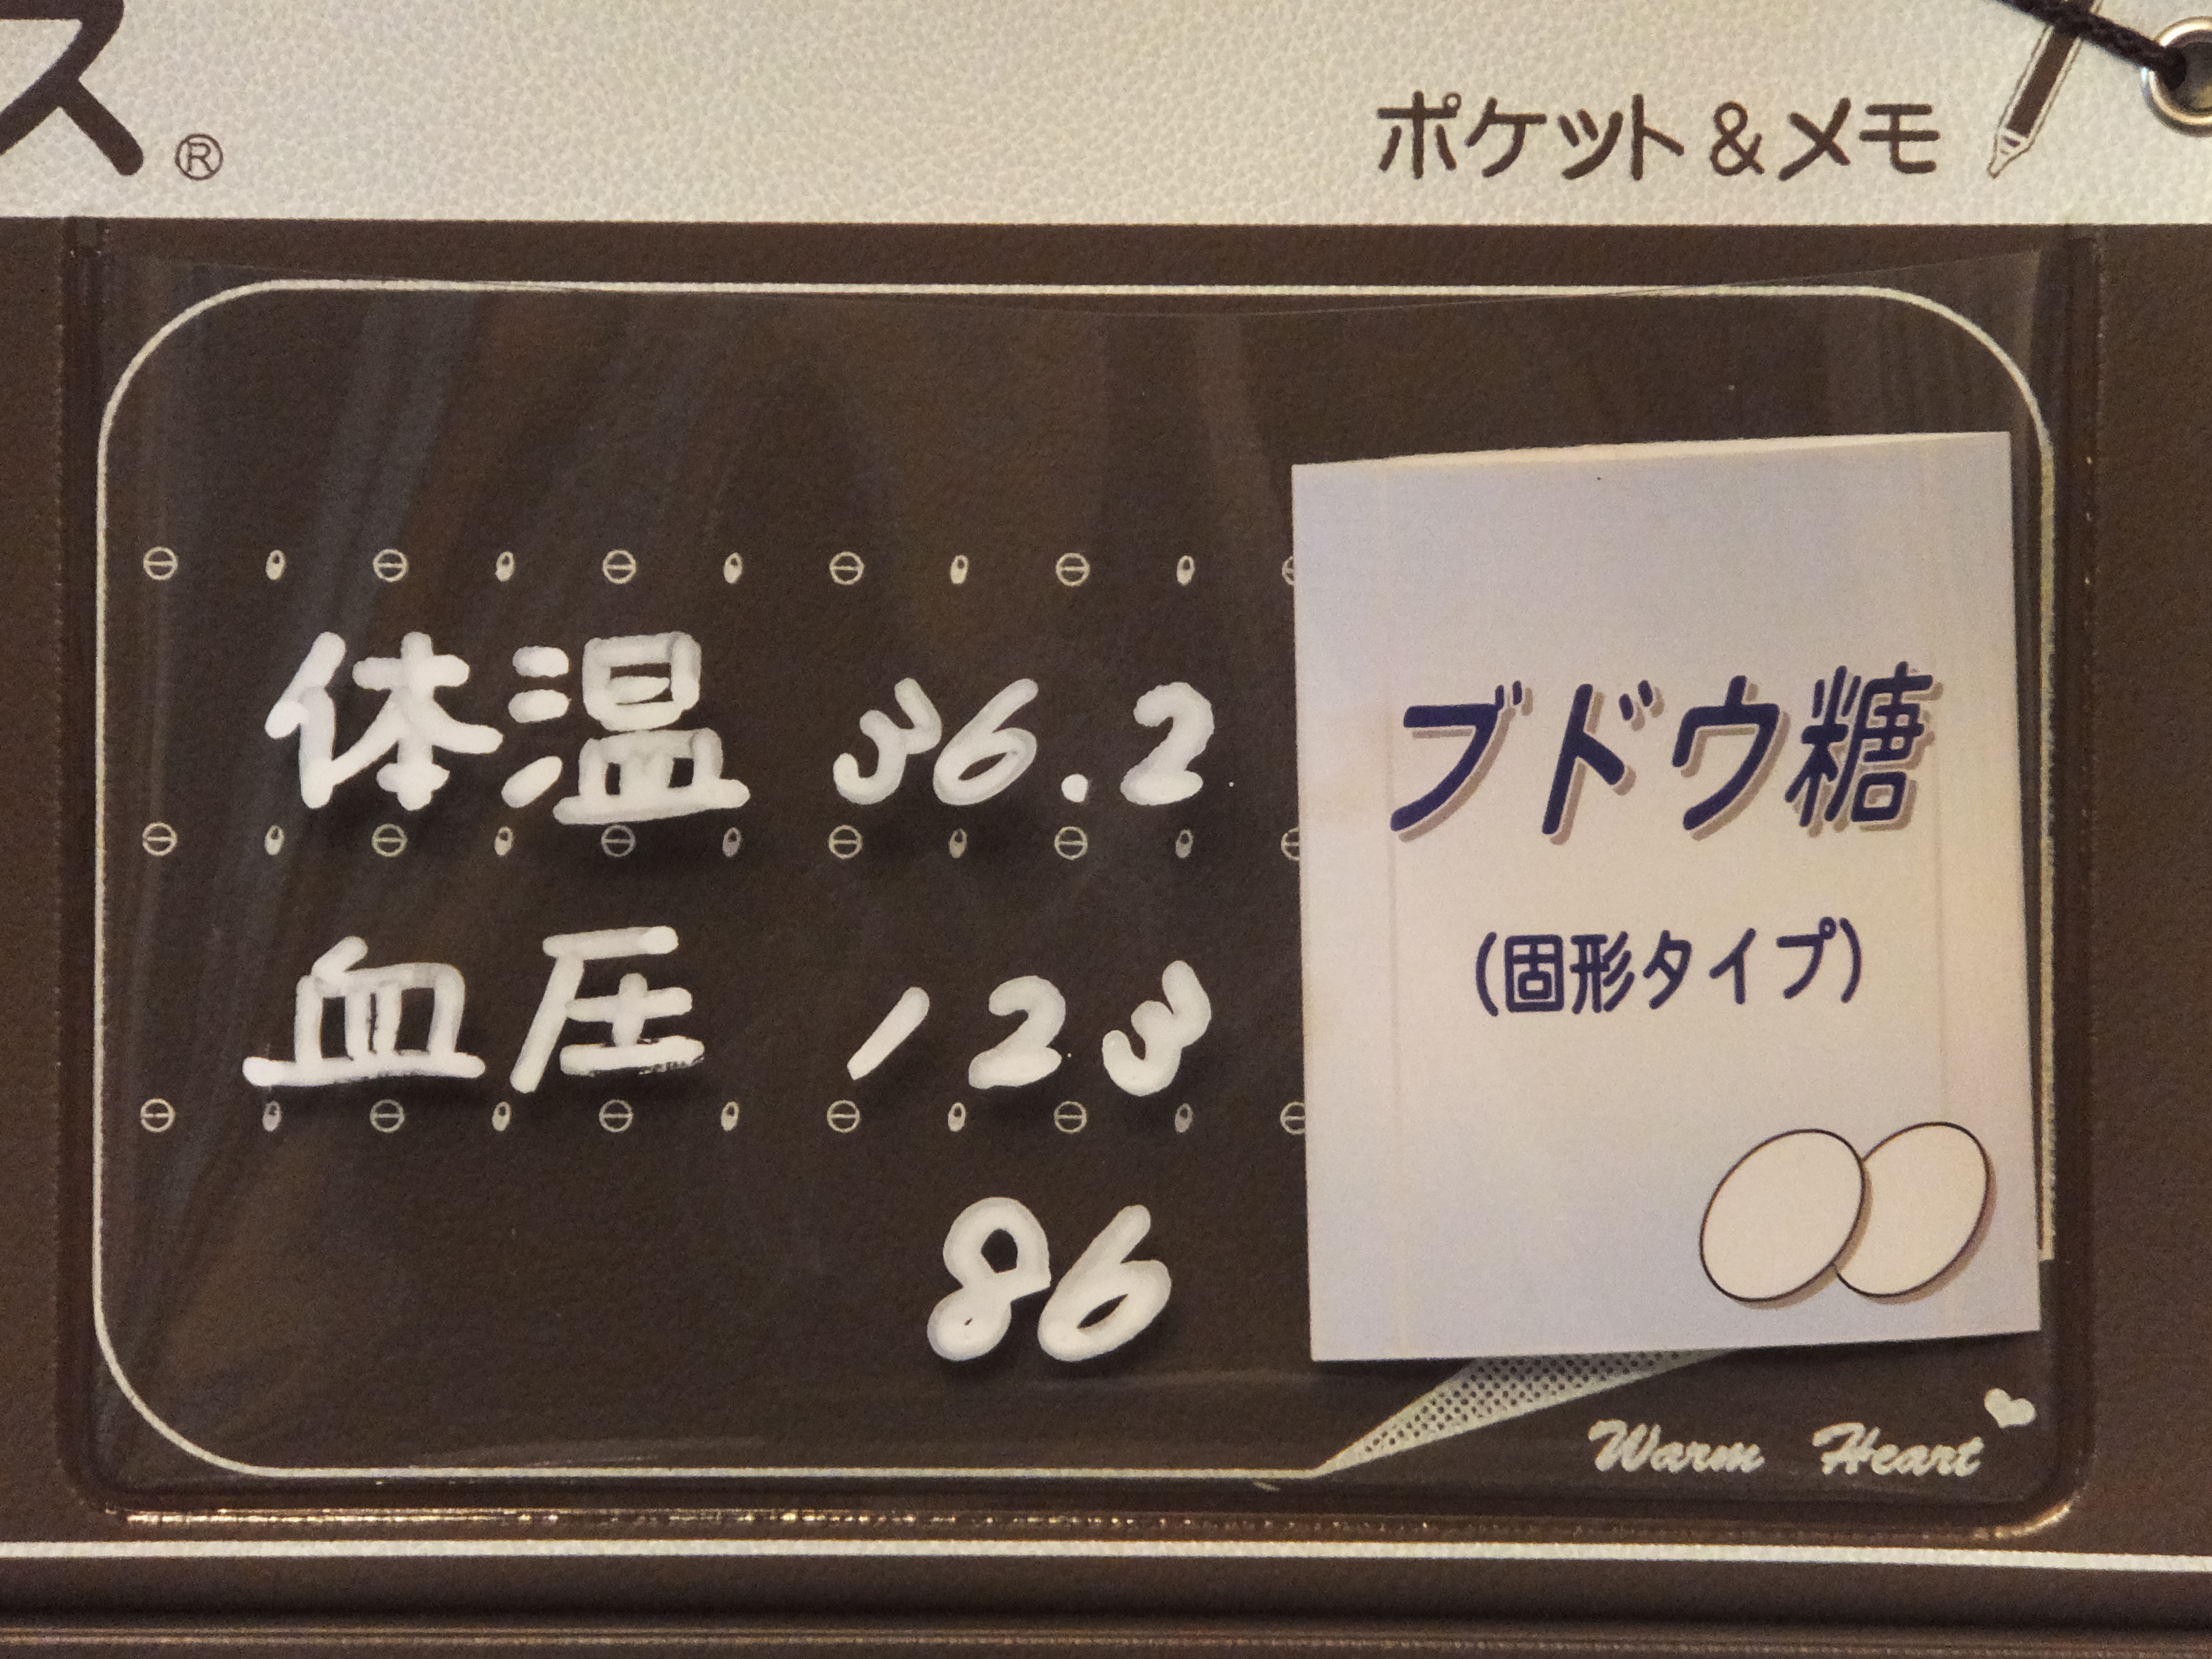 ス®
ポケット&メモ
体温 36.2
血圧 123
86
ブドウ糖
(固形タイプ)
Warm Heart